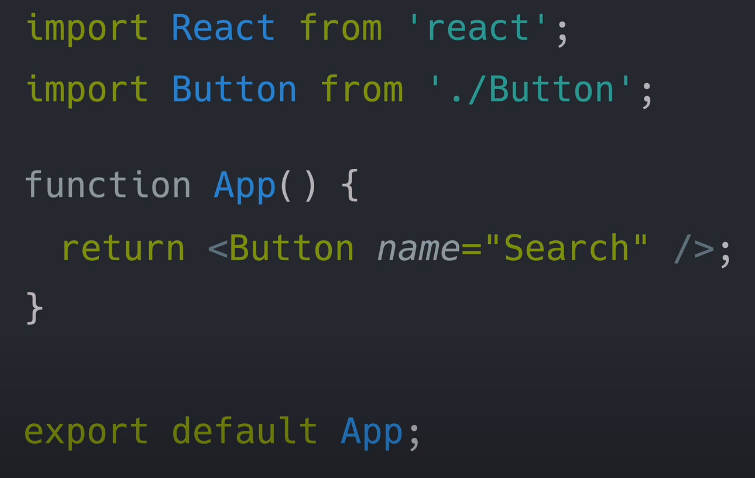 import React from 'react';
import Button from './Button';
function App() {
  return <Button name="Search" />;
}
export default App;